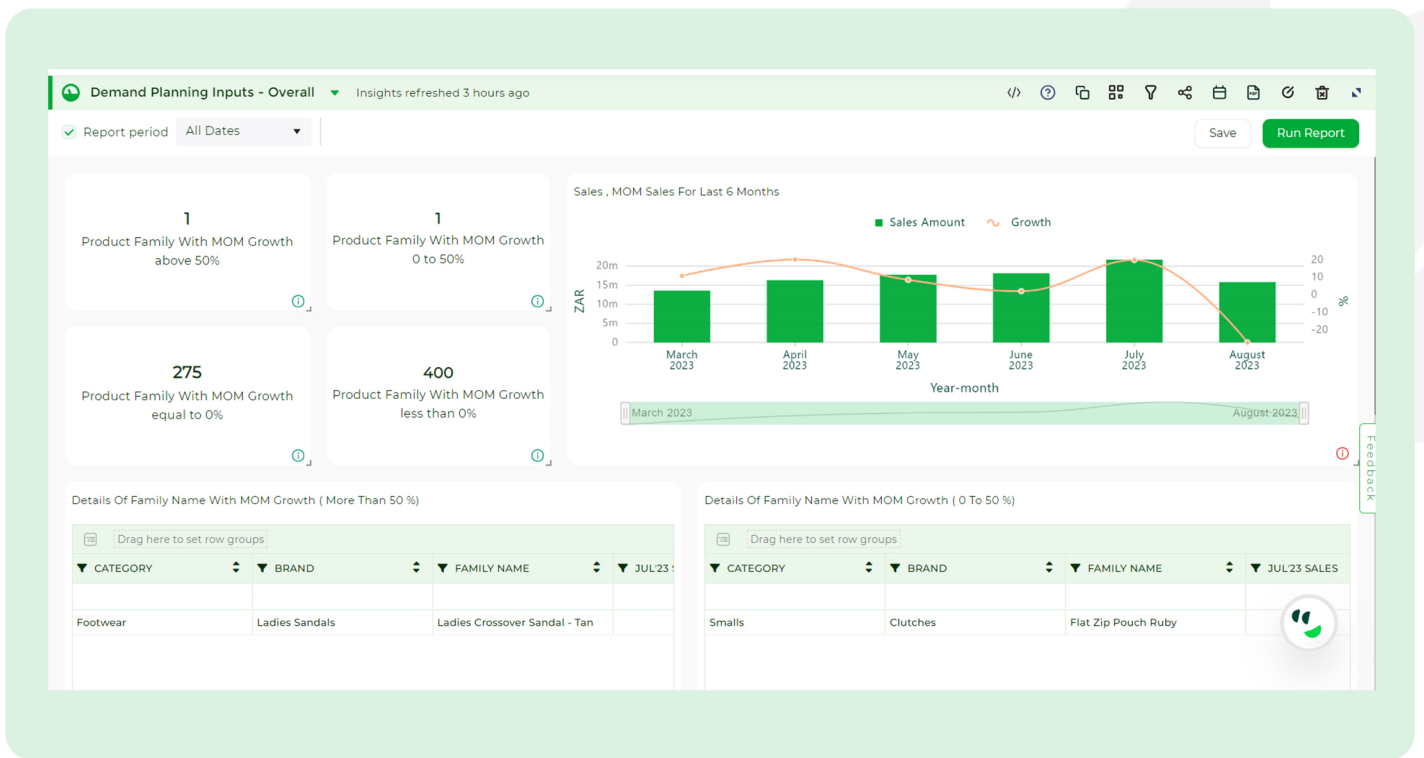 Demand Planning Inputs - Overall
Insights refreshed 3 hours ago
Report period
All Dates
Save
Run Report
1
Product Family With MOM Growth
above 50%
1
Product Family With MOM Growth
0 to 50%
275
Product Family With MOM Growth
equal to 0%
400
Product Family With MOM Growth
less than 0%
Sales , MOM Sales For Last 6 Months
Sales Amount
Growth
20m
15m
10m
5m
0
ZAR
20
10
0
-10
-20
%
March
2023
April
2023
May
2023
June
2023
July
2023
August
2023
Year-month
March 2023
August 2023
Feedback
Details Of Family Name With MOM Growth ( More Than 50 %)
Drag here to set row groups
CATEGORY
BRAND
FAMILY NAME
JUL'23
Footwear
Ladies Sandals
Ladies Crossover Sandal - Tan
Details Of Family Name With MOM Growth ( 0 To 50 %)
Drag here to set row groups
CATEGORY
BRAND
FAMILY NAME
JUL'23 SALES
Smalls
Clutches
Flat Zip Pouch Ruby